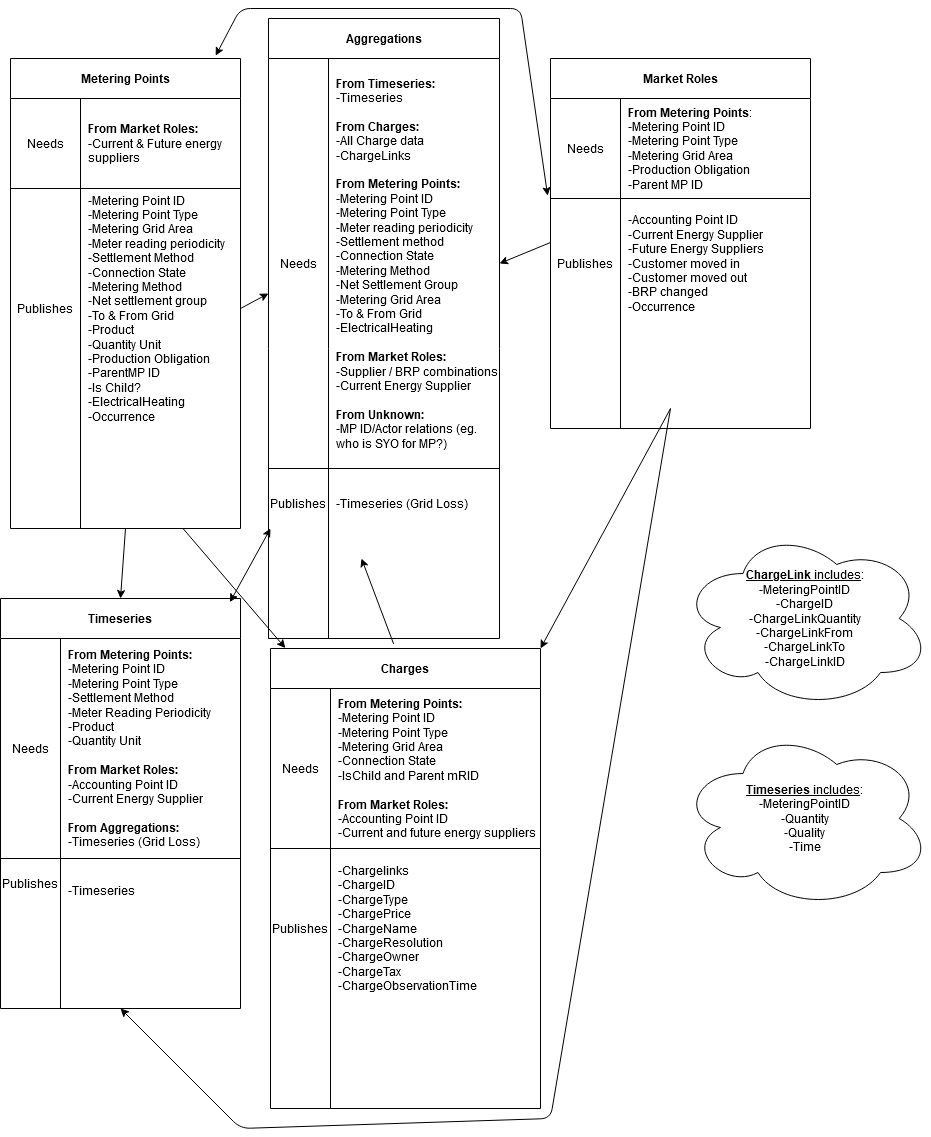 Metering Points
Needs
From Market Roles:
-Current & Future energy
suppliers
Publishes
-Metering Point ID
-Metering Point Type
-Metering Grid Area
-Meter reading periodicity
-Settlement Method
-Connection State
-Metering Method
-Net settlement group
-To & From Grid
-Product
-Quantity Unit
-Production Obligation
-ParentMP ID
-Is Child?
-ElectricalHeating
-Occurrence
Aggregations
Needs
From Timeseries:
-Timeseries
From Charges:
-All Charge data
-ChargeLinks
From Metering Points:
-Metering Point ID
-Metering Point Type
-Meter reading periodicity
-Settlement method
-Connection State
-Metering Method
-Net Settlement Group
-Metering Grid Area
-To & From Grid
-ElectricalHeating
From Market Roles:
-Supplier / BRP combinations
-Current Energy Supplier
From Unknown:
-MP ID/Actor relations (eg.
who is SYO for MP?)
Publishes
-Timeseries (Grid Loss)
Market Roles
Needs
From Metering Points:
-Metering Point ID
-Metering Point Type
-Metering Grid Area
-Production Obligation
-Parent MP ID
Publishes
-Accounting Point ID
-Current Energy Supplier
-Future Energy Suppliers
-Customer moved in
-Customer moved out
-BRP changed
-Occurrence
Timeseries
Needs
From Metering Points:
-Metering Point ID
-Metering Point Type
-Settlement Method
-Meter Reading Periodicity
-Product
-Quantity Unit
From Market Roles:
-Accounting Point ID
-Current Energy Supplier
From Aggregations:
-Timeseries (Grid Loss)
Publishes
-Timeseries
Charges
Needs
From Metering Points:
-Metering Point ID
-Metering Point Type
-Metering Grid Area
-Connection State
-IsChild and Parent mRID
From Market Roles:
-Accounting Point ID
-Current and future energy suppliers
Publishes
-Chargelinks
-ChargeID
-ChargeType
-ChargePrice
-ChargeName
-ChargeResolution
-ChargeOwner
-ChargeTax
-ChargeObservationTime
ChargeLink includes:
-MeteringPointID
-ChargeID
-ChargeLinkQuantity
-ChargeLinkFrom
-ChargeLinkTo
-ChargeLinkID
Timeseries includes:
-MeteringPointID
-Quantity
-Quality
-Time